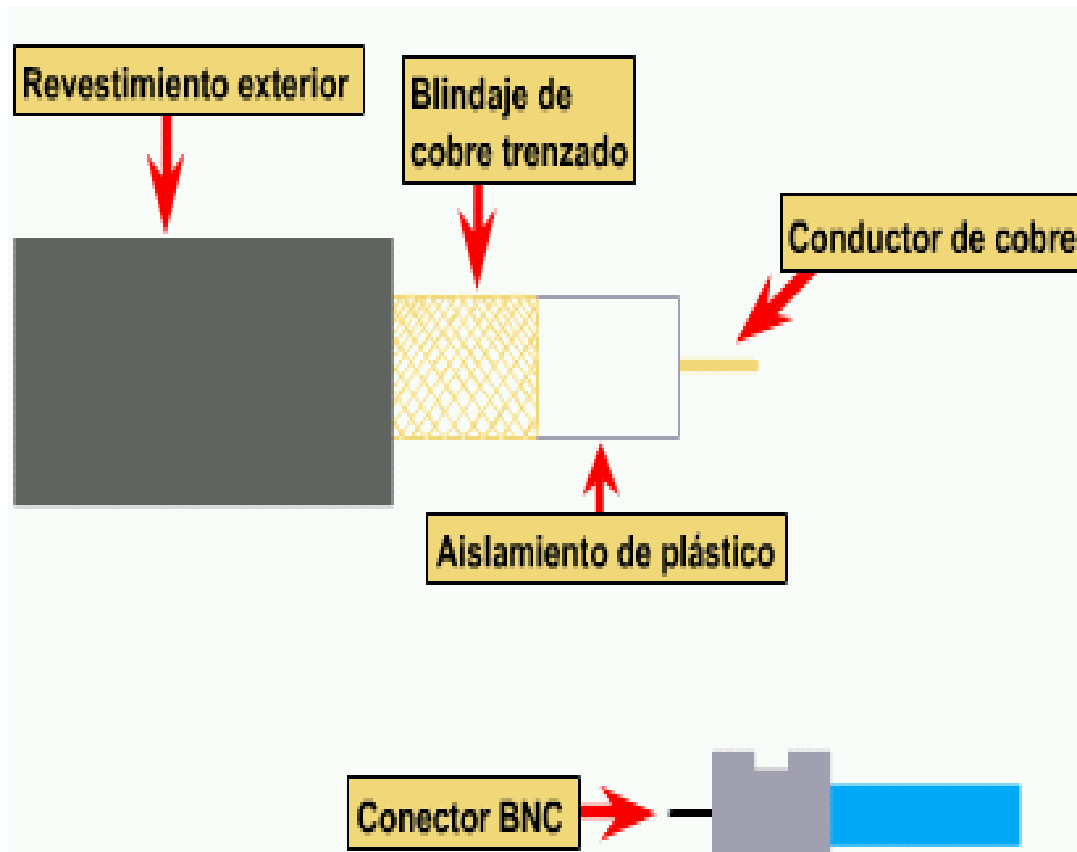 Revestimiento exterior
Blindaje de
cobre trenzado
Conductor de cobre
Aislamiento de plástico
Conector BNC